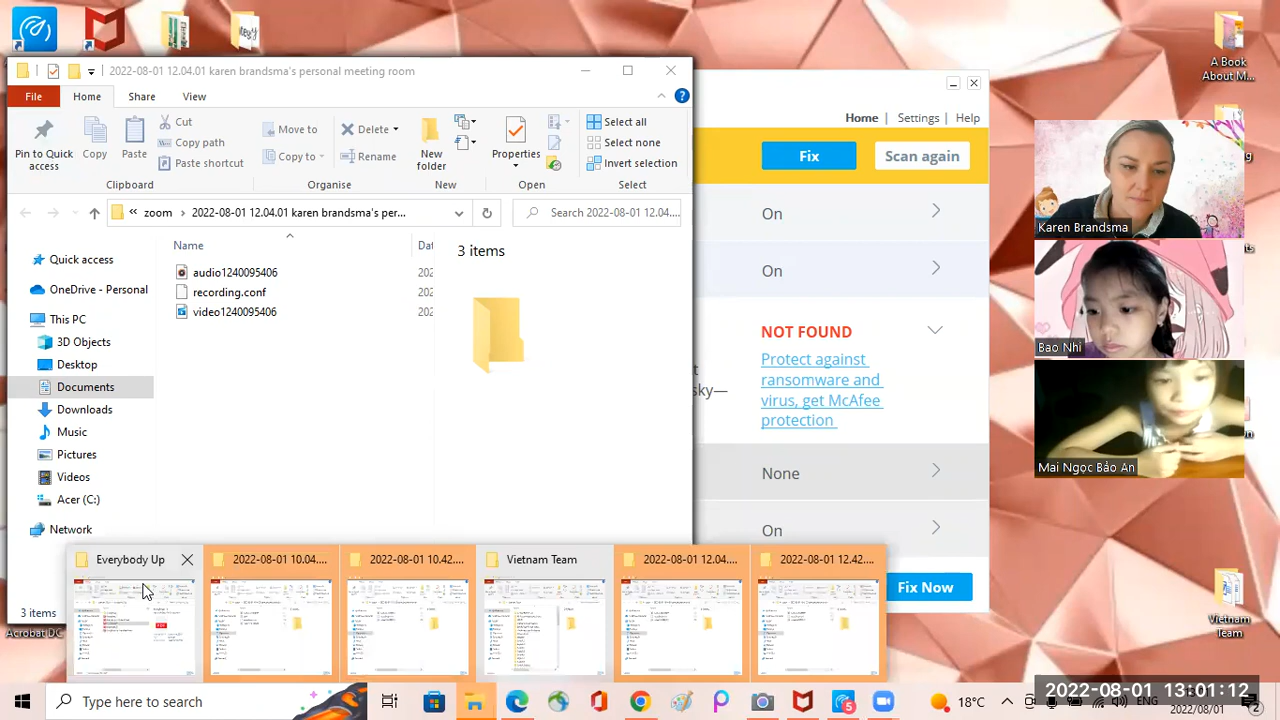 2022-08-01 12.04.01 karen brandsma's personal meeting room
File
Home
Share
View
Pin to Quick access
Copy
Paste
Cut
Copy path
Paste shortcut
Move to
Copy to
Delete
Rename
New folder
Properties
Open
Select all
Select none
Invert selection
Clipboard
Organise
New
Open
Select
zoom
2022-08-01 12.04.01 karen brandsma's per...
Search 2022-08-01 12.04....
Name
Dat
3 items
audio1240095406
202
recording.conf
202
video1240095406
202
Quick access
OneDrive - Personal
This PC
3D Objects
Desktop
Documents
Downloads
Music
Pictures
Videos
Acer (C:)
Network
3 items
Acrobat DC
Home | Settings | Help
Fix
Scan again
On
On
NOT FOUND
Protect against
ransomware and
virus, get McAfee
protection
sky—
None
On
Fix Now
A Book
About M...
Karen Brandsma
Bao Nhi
Mai Ngọc Bảo An
Vietnam
Team
Everybody Up
2022-08-01 10.04....
2022-08-01 10.42....
Vietnam Team
2022-08-01 12.04....
2022-08-01 12.42....
Type here to search
18°C
ENG
2022-08-01 13:01:12
2022/08/01